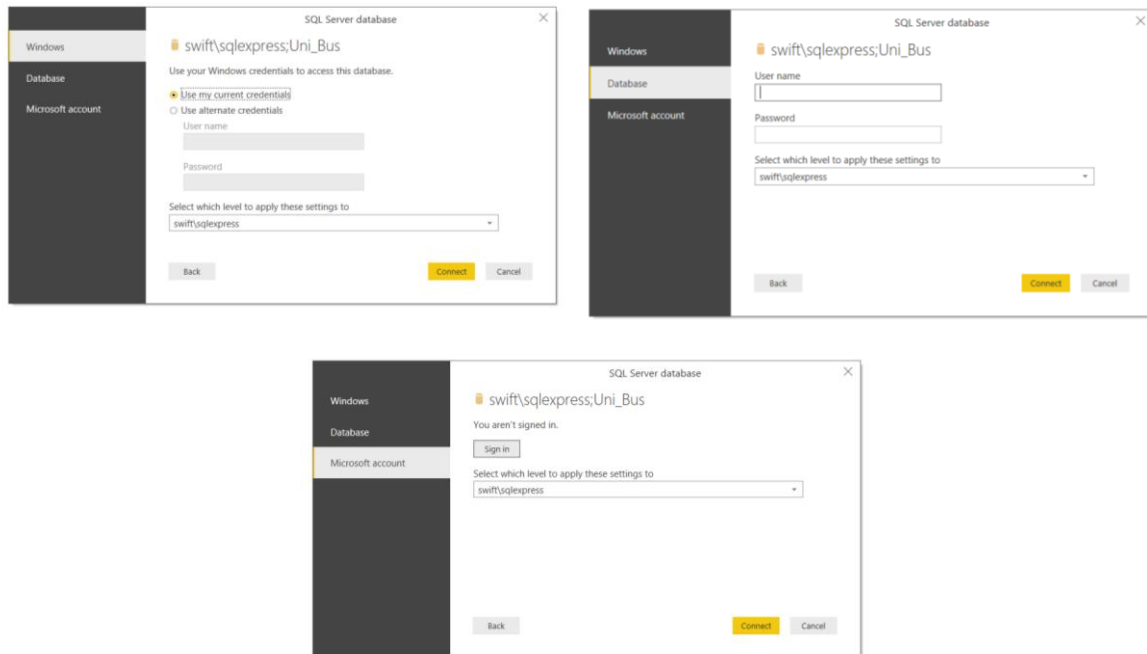 SQL Server database
Windows
Database
Microsoft account
swift\sqlexpress;Uni_Bus
Use your Windows credentials to access this database.
Use my current credentials
Use alternate credentials
User name
Password
Select which level to apply these settings to
swift\sqlexpress
Back
Connect
Cancel
SQL Server database
Windows
Database
Microsoft account
swift\sqlexpress;Uni_Bus
User name
Password
Select which level to apply these settings to
swift\sqlexpress
Back
Connect
Cancel
SQL Server database
Windows
Database
Microsoft account
swift\sqlexpress;Uni_Bus
You aren't signed in.
Sign in
Select which level to apply these settings to
swift\sqlexpress
Back
Connect
Cancel